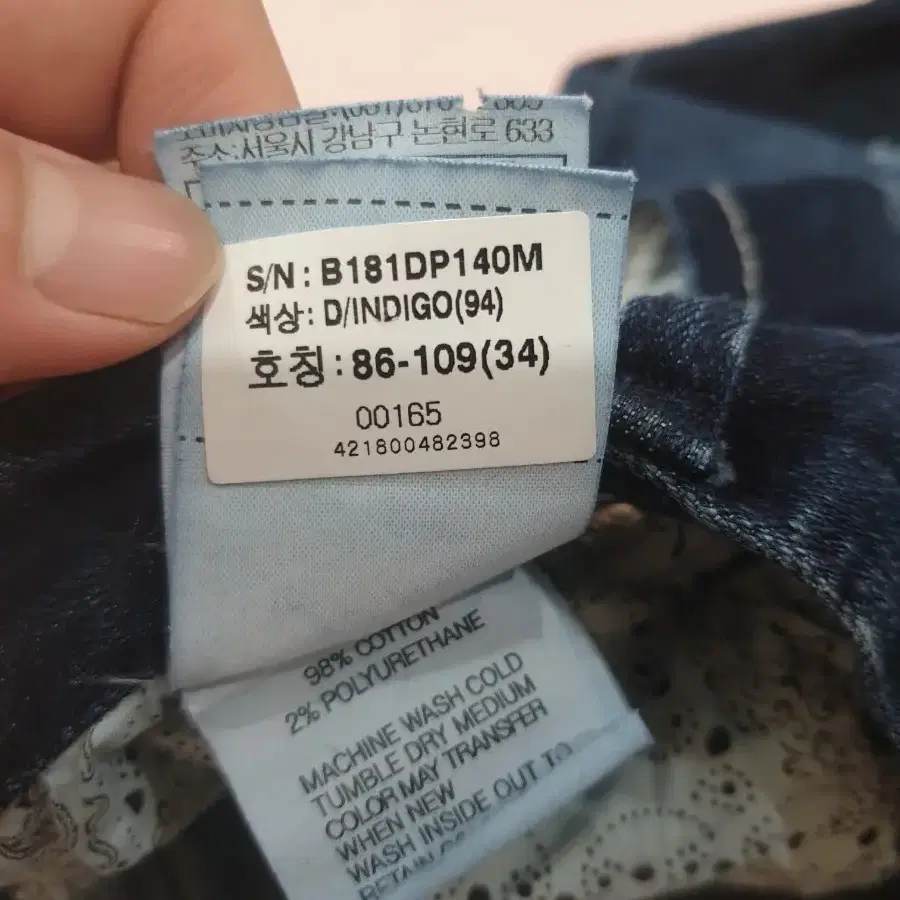 주소:서울시 강남구 논현로 633
S/N : B181DP140M
색상: D/INDIGO(94)
호칭 : 86-109(34)
00165
421800482398
98% COTTON
2% POLYURETHANE
MACHINE WASH COLD
TUMBLE DRY MEDIUM
COLOR MAY TRANSFER
WHEN NEW
WASH INSIDE OUT TO
RETAIN